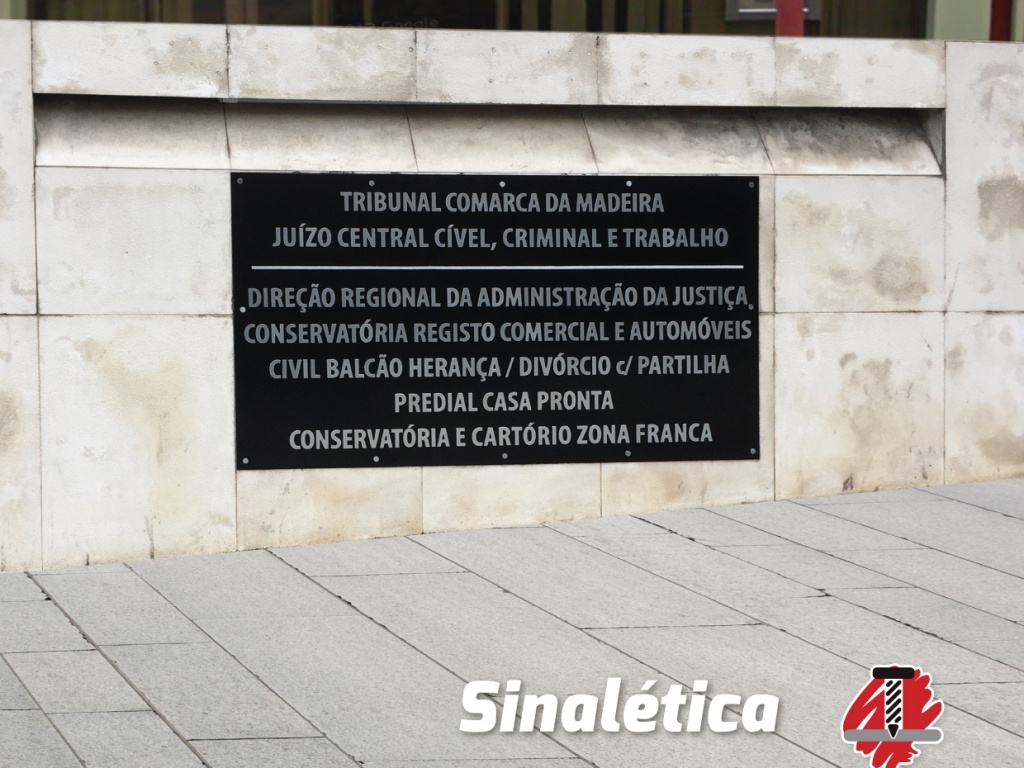 TRIBUNAL COMARCA DA MADEIRA
JUÍZO CENTRAL CÍVEL, CRIMINAL E TRABALHO
DIREÇÃO REGIONAL DA ADMINISTRAÇÃO DA JUSTIÇA
CONSERVATÓRIA REGISTO COMERCIAL E AUTOMÓVEIS
CIVIL BALCÃO HERANÇA / DIVÓRCIO c/ PARTILHA
PREDIAL CASA PRONTA
CONSERVATÓRIA E CARTÓRIO ZONA FRANCA
Sinalética